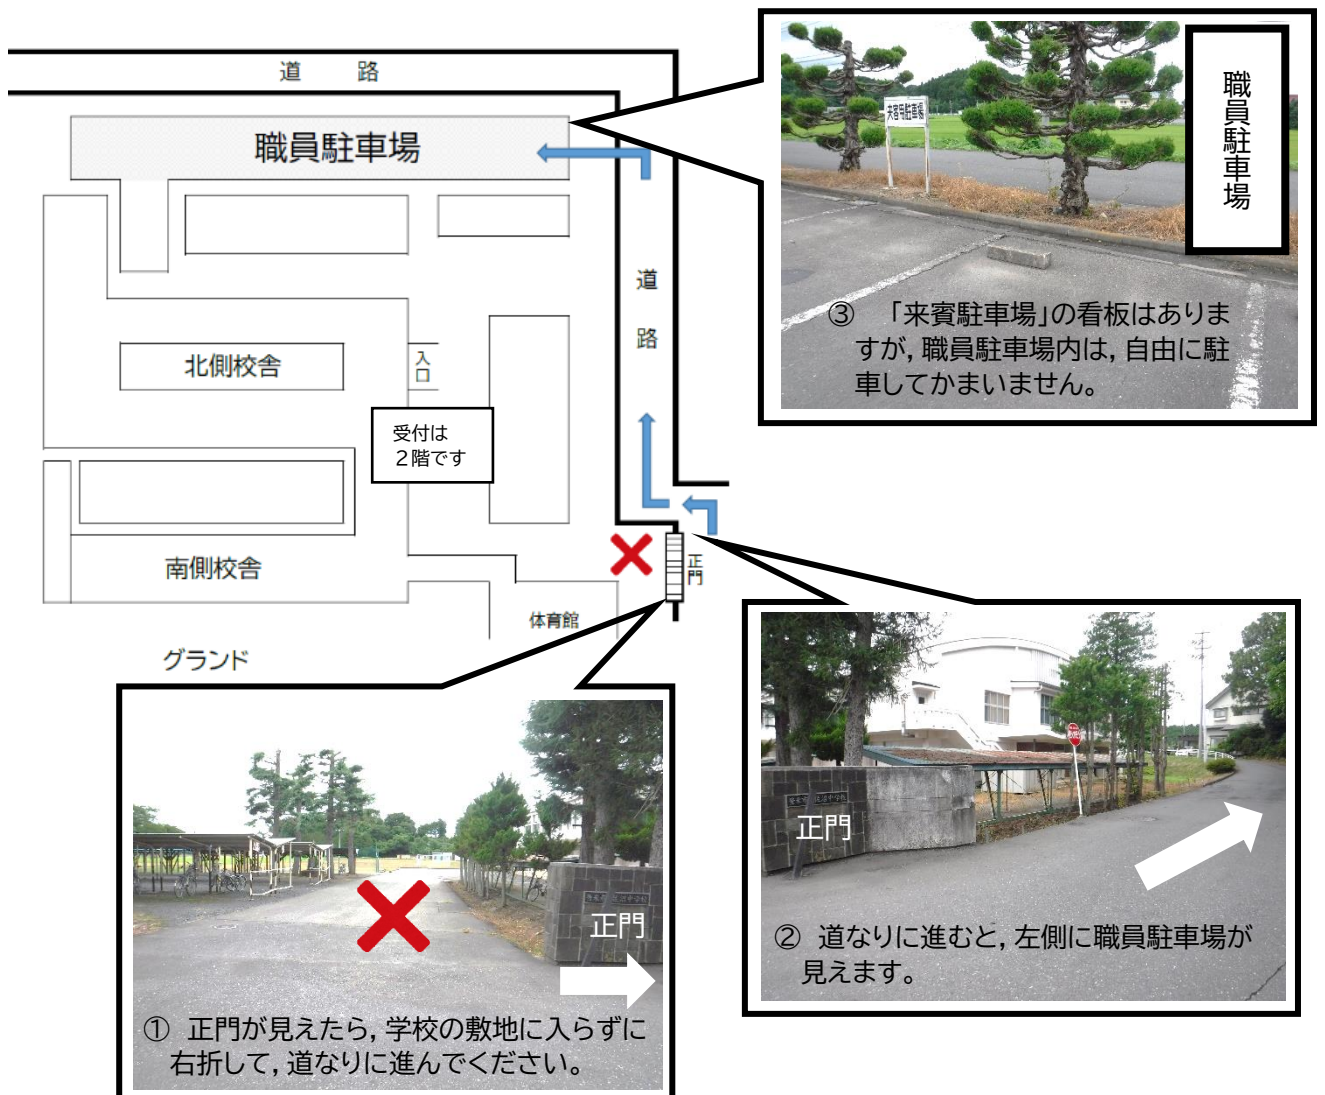 道　路
職員駐車場
道
路
北側校舎
入
口
受付は
２階です
南側校舎
正
門
体育館
グランド
来客用駐車場
職員駐車場
③　「来賓駐車場」の看板はありま
すが，職員駐車場内は，自由に駐
車してかまいません。
正門
①　正門が見えたら，学校の敷地に入らずに
右折して，道なりに進んでください。
正門
②　道なりに進むと，左側に職員駐車場が
見えます。